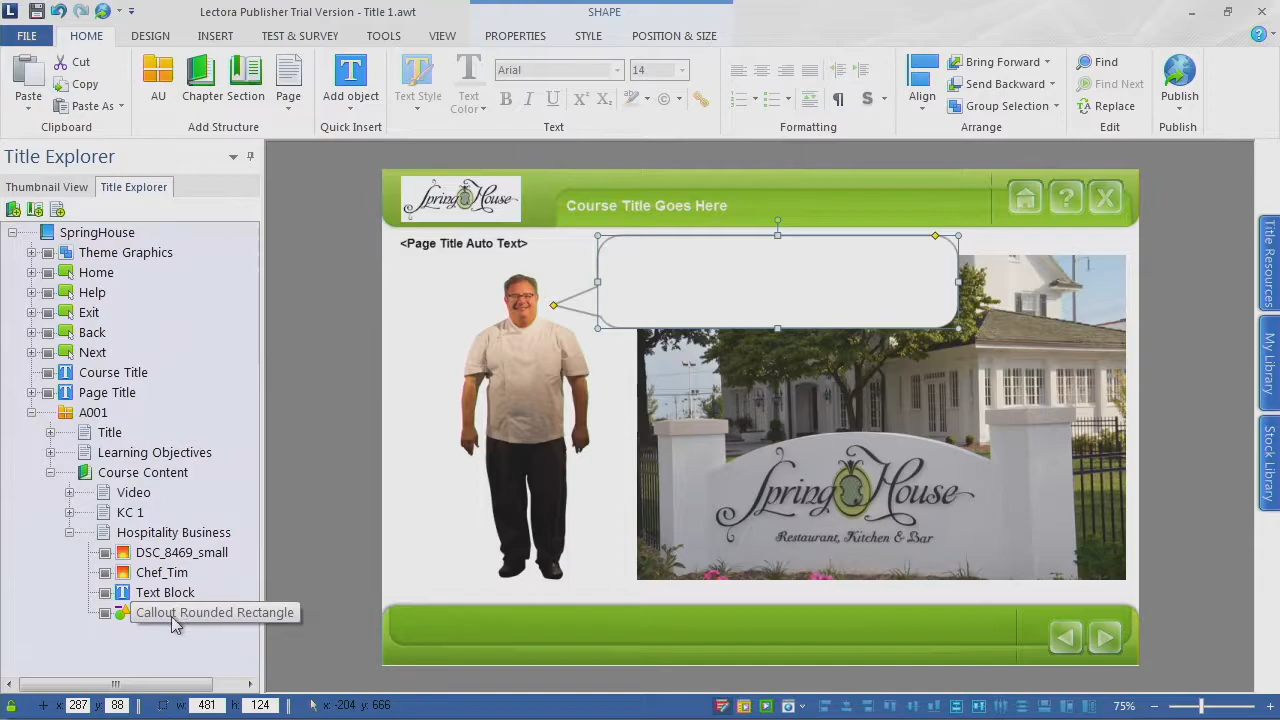 Lectora Publisher Trial Version - Title 1.awt
SHAPE
FILE
HOME
DESIGN
INSERT
TEST & SURVEY
TOOLS
VIEW
PROPERTIES
STYLE
POSITION & SIZE
Paste
Cut
Copy
Paste As
Clipboard
AU
Chapter
Section
Page
Add Structure
Add object
Quick Insert
Text Style
Text Color
Arial
14
B I U
Text
Formatting
Align
Bring Forward
Send Backward
Group Selection
Arrange
Find
Find Next
Replace
Edit
Publish
Publish
Title Explorer
Thumbnail View
Title Explorer
SpringHouse
Theme Graphics
Home
Help
Exit
Back
Next
Course Title
Page Title
A001
Title
Learning Objectives
Course Content
Video
KC 1
Hospitality Business
DSC_8469_small
Chef_Tim
Text Block
Callout Rounded Rectangle
Spring House
Course Title Goes Here
? X
<Page Title Auto Text>
Spring House
Restaurant, Kitchen & Bar
Title Resources
My Library
Stock Library
x: 287 y: 88 w: 481 h: 124 x: -204 y: 666
75%